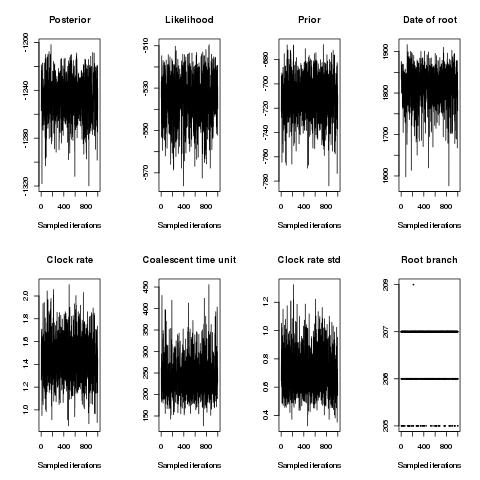 Posterior
-1200
-1240
-1280
-1320
0 400 800
Sampled iterations
Likelihood
-510
-530
-550
-570
0 400 800
Sampled iterations
Prior
-680
-700
-720
-740
-760
-780
0 400 800
Sampled iterations
Date of root
1900
1800
1700
1600
0 400 800
Sampled iterations
Clock rate
2.0
1.8
1.6
1.4
1.2
1.0
0 400 800
Sampled iterations
Coalescent time unit
450
400
350
300
250
200
150
0 400 800
Sampled iterations
Clock rate std
1.2
1.0
0.8
0.6
0.4
0 400 800
Sampled iterations
Root branch
209
207
206
205
0 400 800
Sampled iterations